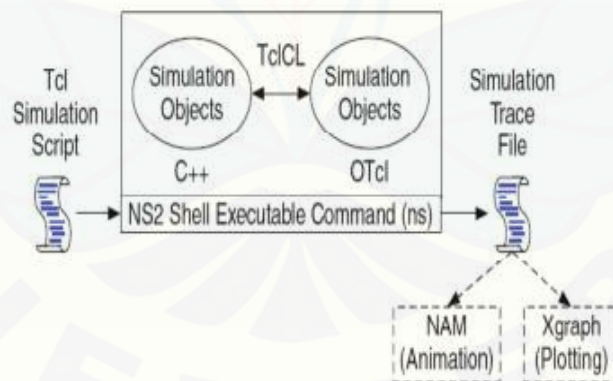 Tcl
Simulation
Script
TclCL
Simulation
Objects
Simulation
Objects
C++
OTcl
NS2 Shell Executable Command (ns)
Simulation
Trace
File
NAM
(Animation)
Xgraph
(Plotting)